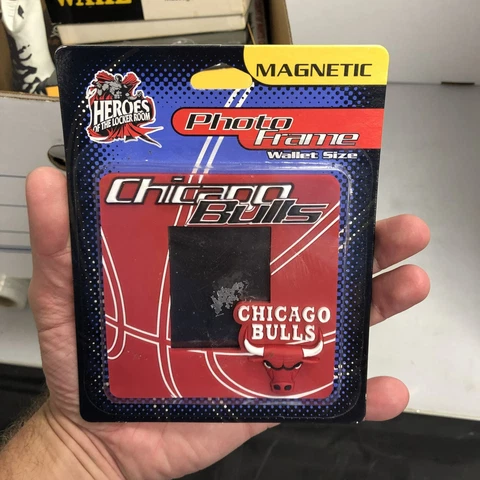 MAGNETIC
HEROES
OF THE LOCKER ROOM
Photo
Frame
Wallet Size
Chicago
Bulls
CHICAGO
BULLS